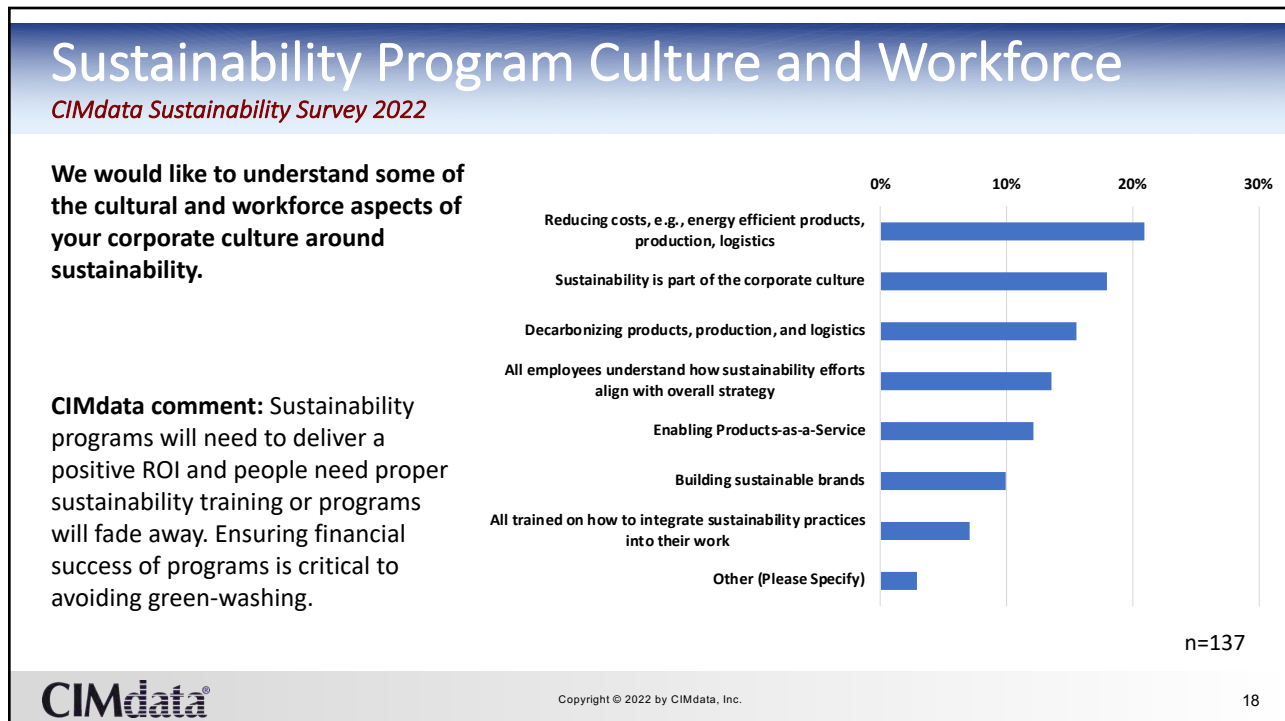 Sustainability Program Culture and Workforce
CIMdata Sustainability Survey 2022
We would like to understand some of
the cultural and workforce aspects of
your corporate culture around
sustainability.
CIMdata comment: Sustainability
programs will need to deliver a
positive ROI and people need proper
sustainability training or programs
will fade away. Ensuring financial
success of programs is critical to
avoiding green-washing.
0% 10% 20% 30%
Reducing costs, e.g., energy efficient products,
production, logistics
Sustainability is part of the corporate culture
Decarbonizing products, production, and logistics
All employees understand how sustainability efforts
align with overall strategy
Enabling Products-as-a-Service
Building sustainable brands
All trained on how to integrate sustainability practices
into their work
Other (Please Specify)
n=137
CIMdata®
Copyright © 2022 by CIMdata, Inc.
18